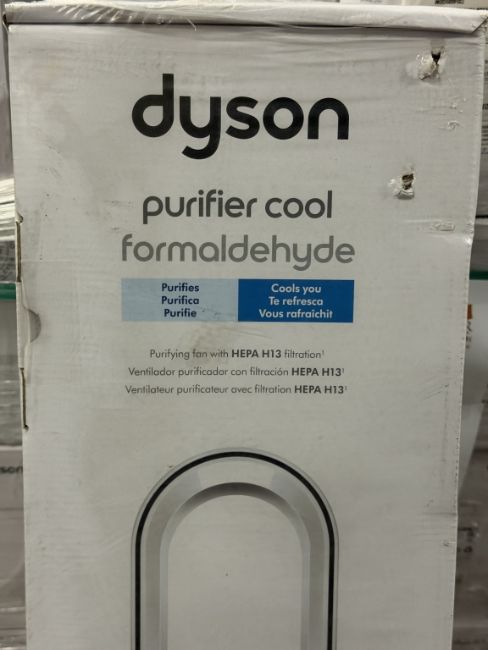 dyson
purifier cool
formaldehyde
Purifies
Purifica
Purifie
Cools you
Te refresca
Vous rafraîchit
Purifying fan with HEPA H13 filtration¹
Ventilador purificador con filtración HEPA H13¹
Ventilateur purificateur avec filtration HEPA H13¹